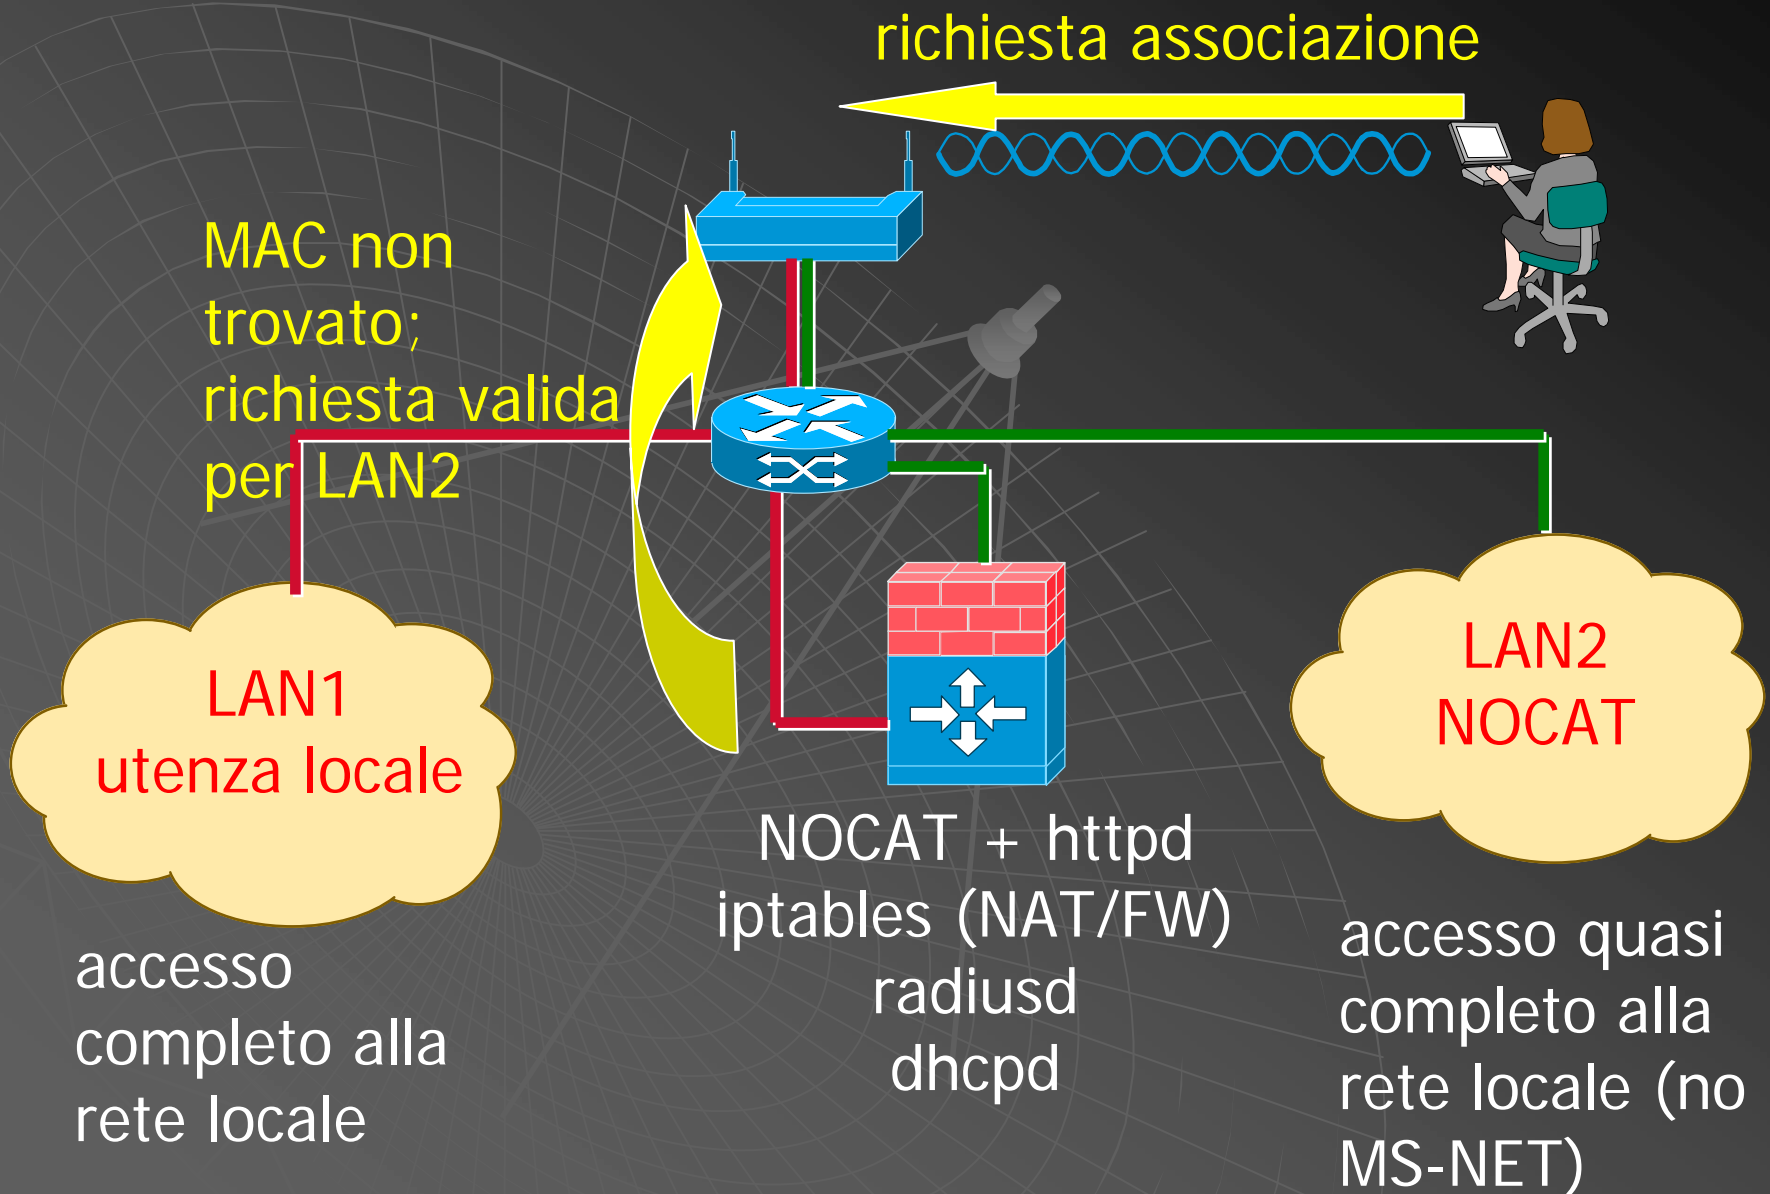 richiesta associazione
MAC non
trovato;
richiesta valida
per LAN2
LAN1
utenza locale
LAN2
NOCAT
NOCAT + httpd
iptables (NAT/FW)
radiusd
dhcpd
accesso
completo alla
rete locale
accesso quasi
completo alla
rete locale (no
MS-NET)